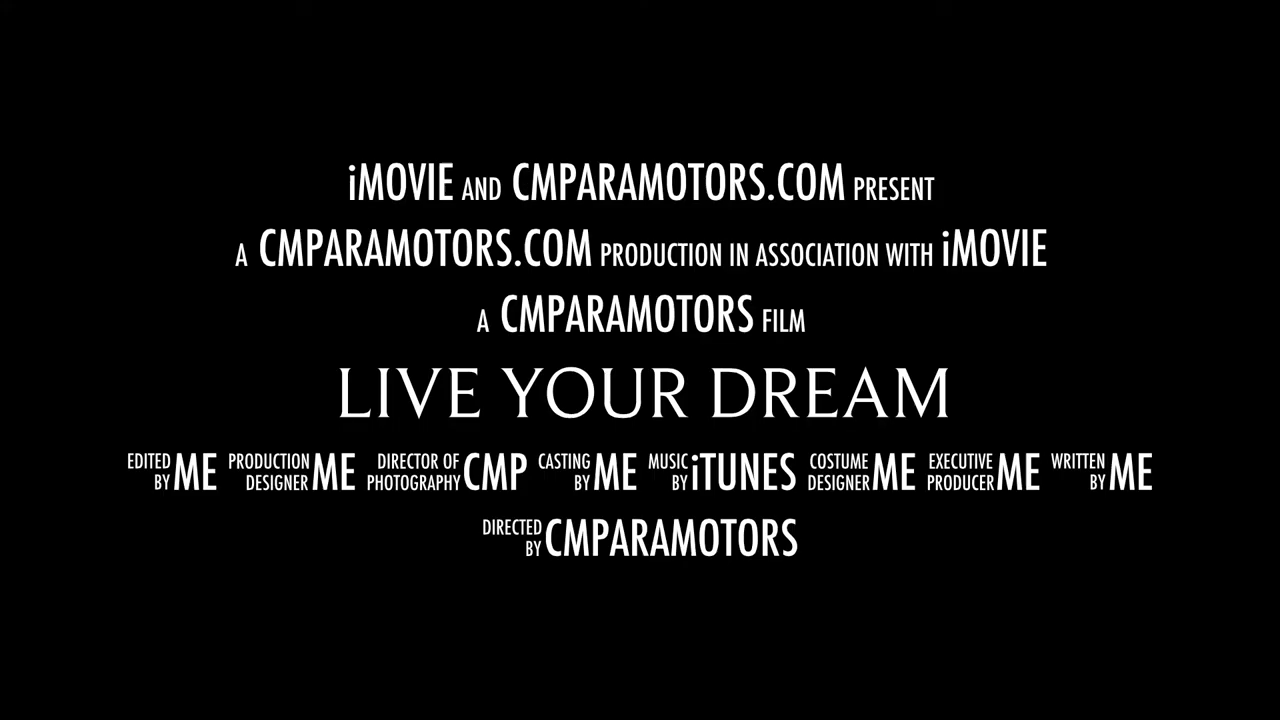 iMOVIE AND CMPARAMOTORS.COM PRESENT
A CMPARAMOTORS.COM PRODUCTION IN ASSOCIATION WITH iMOVIE
A CMPARAMOTORS FILM
LIVE YOUR DREAM
EDITED BY ME PRODUCTION DESIGNER ME DIRECTOR OF PHOTOGRAPHY CMP CASTING BY ME MUSIC BY iTUNES COSTUME DESIGNER ME EXECUTIVE PRODUCER ME WRITTEN BY ME
DIRECTED BY CMPARAMOTORS